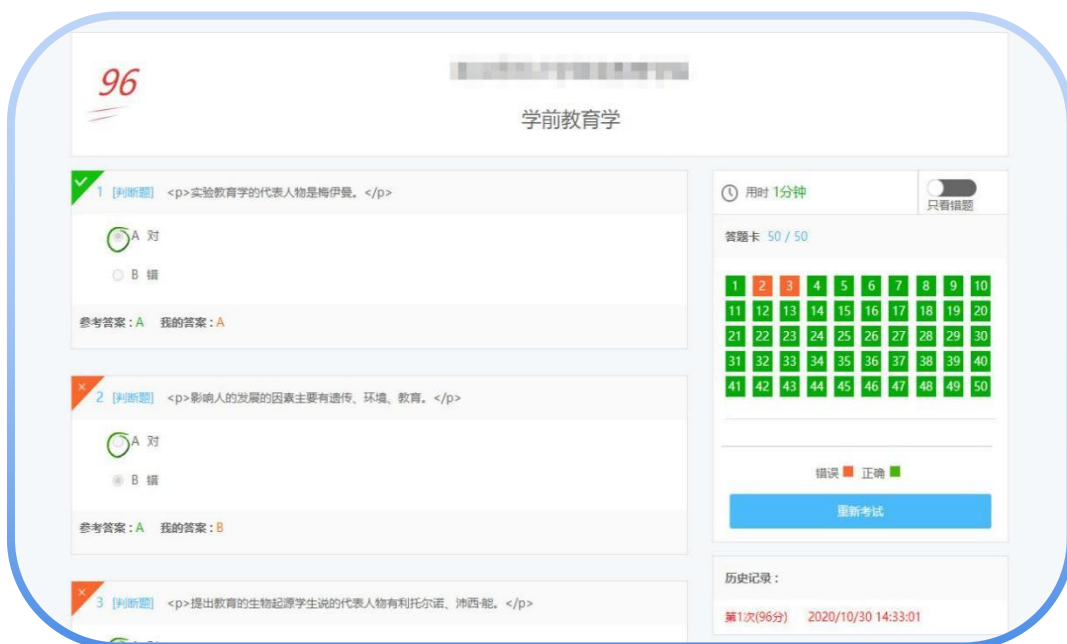 96
学前教育学
1 [判断题] <p>实验教育学的代表人物是梅伊曼。</p>
A 对
B 错
参考答案：A 我的答案：A
2 [判断题] <p>影响人的发展的因素主要有遗传、环境、教育。</p>
A 对
B 错
参考答案：A 我的答案：B
3 [判断题] <p>提出教育的生物起源学生说的代表人物有利托尔诺、沛西·能。</p>
用时 1分钟
只看错题
答题卡 50 / 50
1 2 3 4 5 6 7 8 9 10
11 12 13 14 15 16 17 18 19 20
21 22 23 24 25 26 27 28 29 30
31 32 33 34 35 36 37 38 39 40
41 42 43 44 45 46 47 48 49 50
错误 正确
重新考试
历史记录：
第1次(96分) 2020/10/30 14:33:01